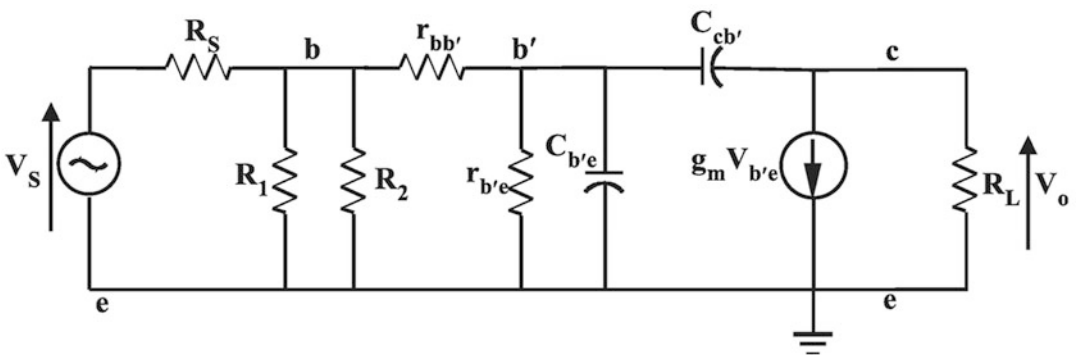 R_S
b
r_bb'
b'
C_cb'
c
V_S
R_1
R_2
r_b'e
C_b'e
g_m V_b'e
R_L
V_o
e
e